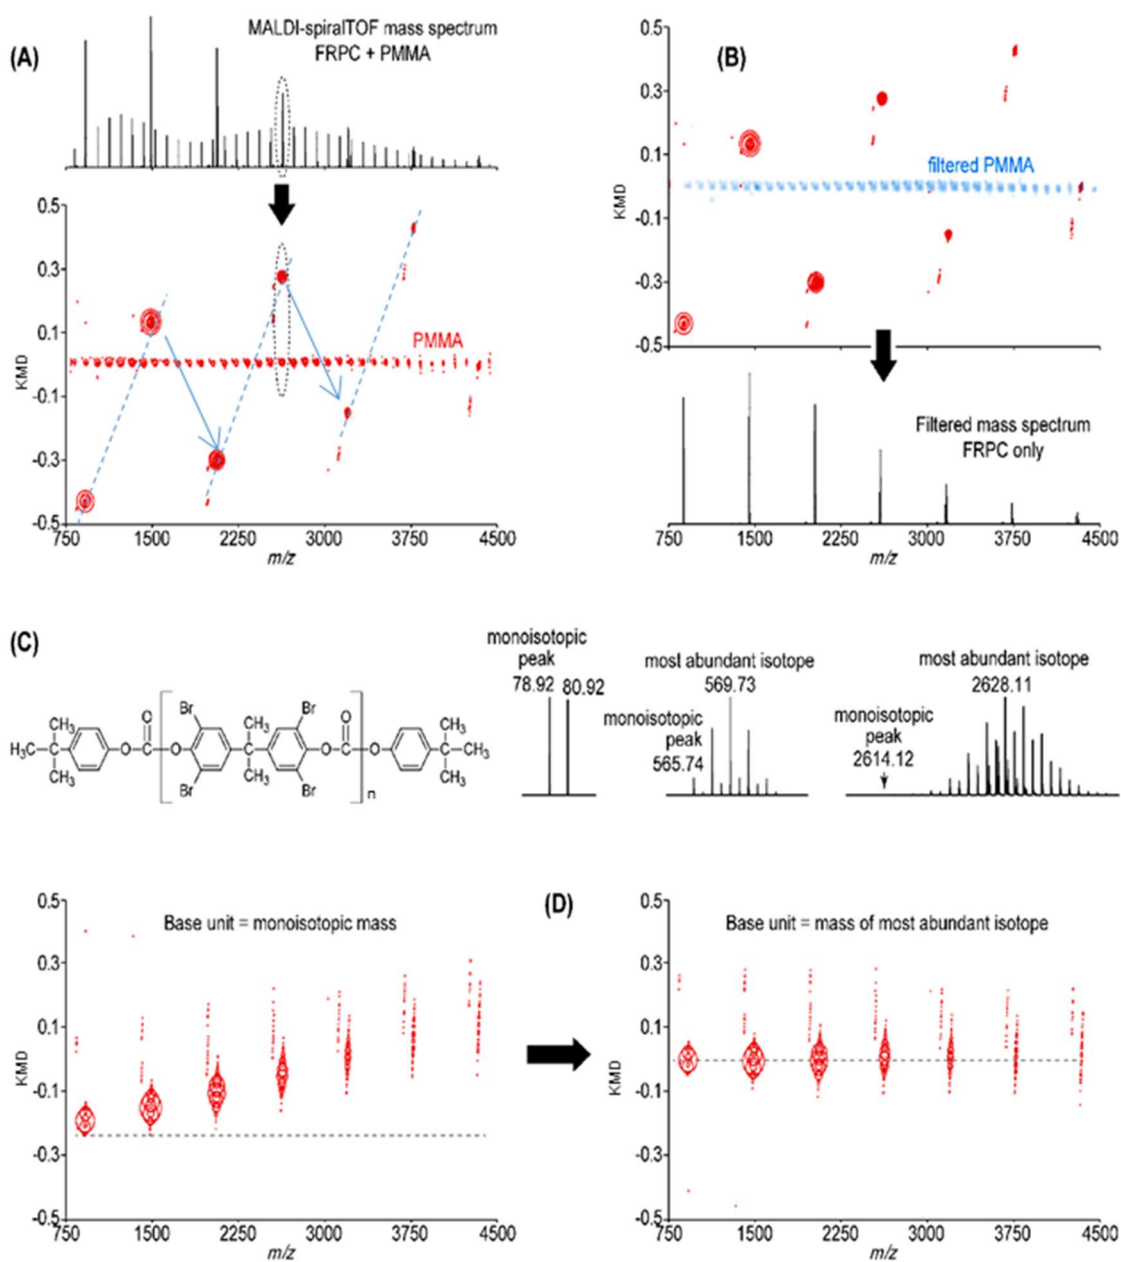 (A)
MALDI-spiralTOF mass spectrum
FRPC + PMMA
0.5
0.3
0.1
-0.1
-0.3
-0.5
KMD
PMMA
750 1500 2250 3000 3750 4500
m/z
(B)
0.5
0.3
0.1
-0.1
-0.3
-0.5
KMD
filtered PMMA
Filtered mass spectrum
FRPC only
750 1500 2250 3000 3750 4500
m/z
(C)
CH₃
H₃C
CH₃
O
O
O
Br
Br
CH₃
CH₃
Br
Br
O
O
O
n
CH₃
CH₃
CH₃
monoisotopic
peak
78.92 80.92
most abundant isotope
569.73
monoisotopic
peak
565.74
most abundant isotope
2628.11
monoisotopic
peak
2614.12
(D)
0.5
0.3
0.1
-0.1
-0.3
-0.5
KMD
Base unit = monoisotopic mass
750 1500 2250 3000 3750 4500
m/z
0.5
0.3
0.1
-0.1
-0.3
-0.5
KMD
Base unit = mass of most abundant isotope
750 1500 2250 3000 3750 4500
m/z